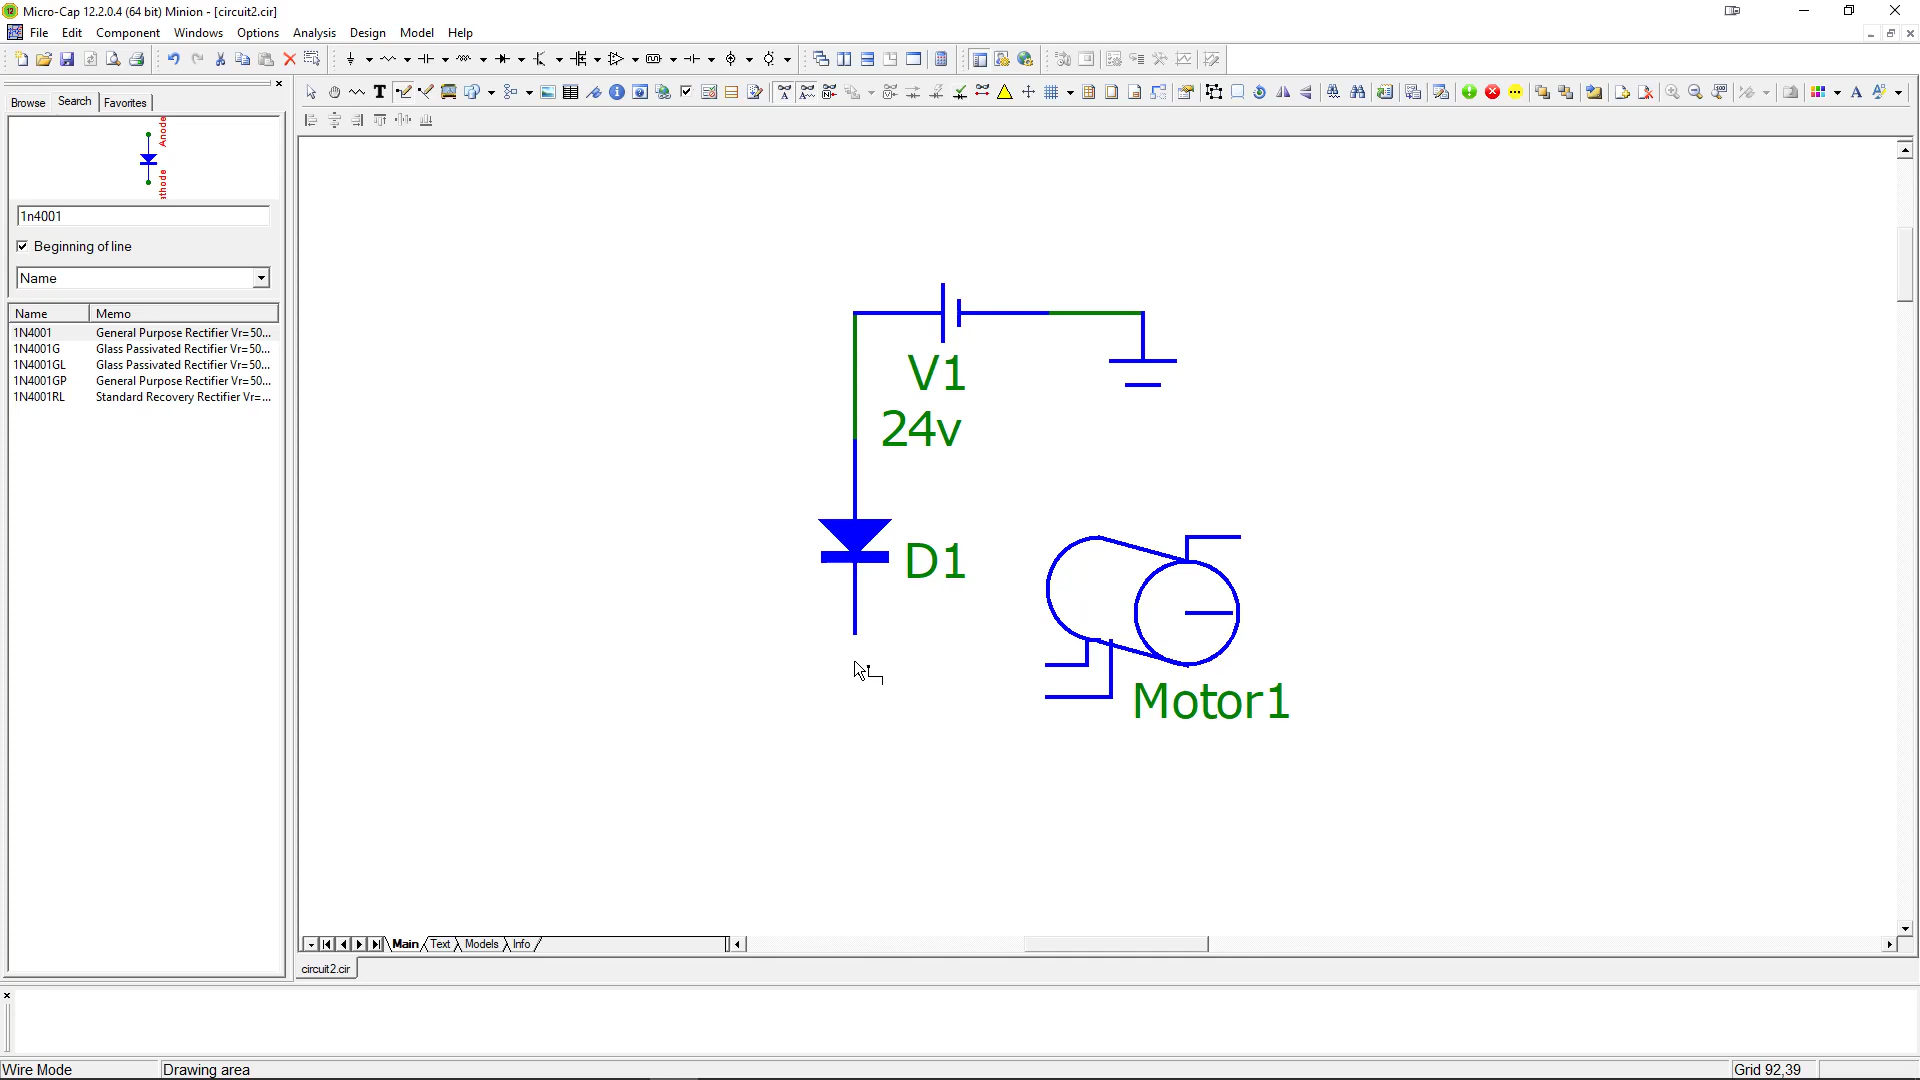 Micro-Cap 12.2.0.4 (64 bit) Minion - [circuit2.cir]
File Edit Component Windows Options Analysis Design Model Help
Browse Search Favorites
Anode
1n4001
Beginning of line
Name
Name Memo
1N4001 General Purpose Rectifier Vr=50...
1N4001G Glass Passivated Rectifier Vr=50...
1N4001GL Glass Passivated Rectifier Vr=50...
1N4001GP General Purpose Rectifier Vr=50...
1N4001RL Standard Recovery Rectifier Vr=...
V1
24v
D1
Motor1
Main Text Models Info
circuit2.cir
Wire Mode Drawing area Grid 92,39